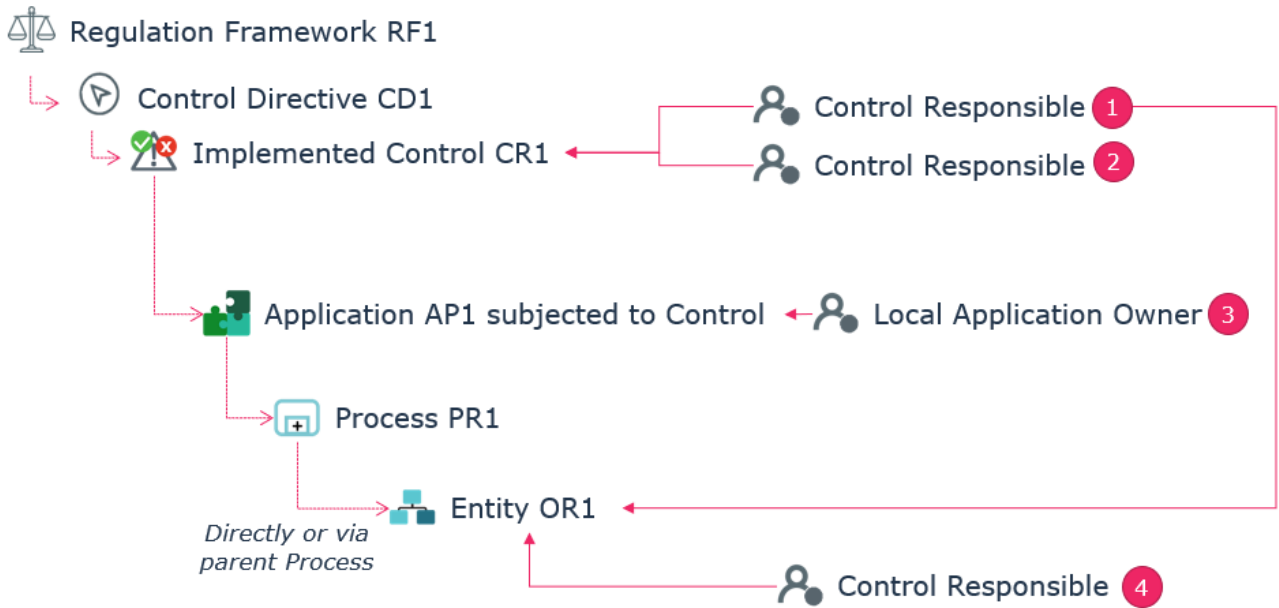 Regulation Framework RF1
Control Directive CD1
Control Responsible 1
Implemented Control CR1
Control Responsible 2
Application AP1 subjected to Control
Local Application Owner 3
Process PR1
Entity OR1
Directly or via
parent Process
Control Responsible 4